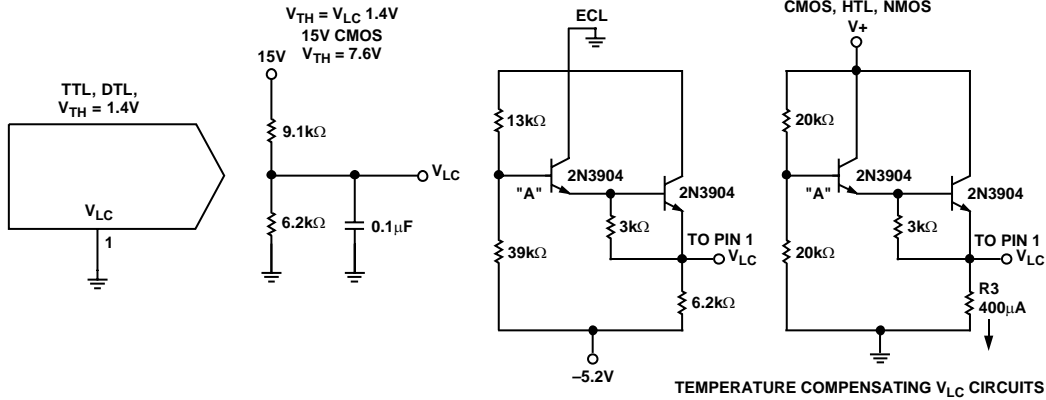 TTL, DTL,
V_TH = 1.4V
V_LC
1
V_TH = V_LC 1.4V
15V CMOS
V_TH = 7.6V
15V
9.1kΩ
V_LC
6.2kΩ
0.1μF
ECL
13kΩ
2N3904
"A"
2N3904
3kΩ
39kΩ
TO PIN 1
V_LC
6.2kΩ
–5.2V
CMOS, HTL, NMOS
V+
20kΩ
2N3904
"A"
2N3904
3kΩ
20kΩ
TO PIN 1
V_LC
R3
400μA
TEMPERATURE COMPENSATING V_LC CIRCUITS